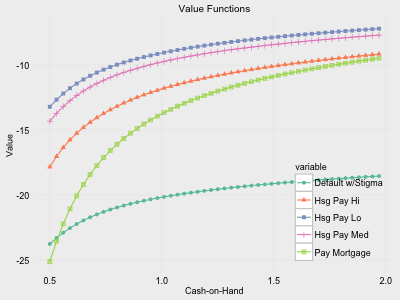 Value Functions
-10
-15
-20
-25
Value
0.5
1.0
1.5
2.0
Cash-on-Hand
variable
Default w/Stigma
Hsg Pay Hi
Hsg Pay Lo
Hsg Pay Med
Pay Mortgage